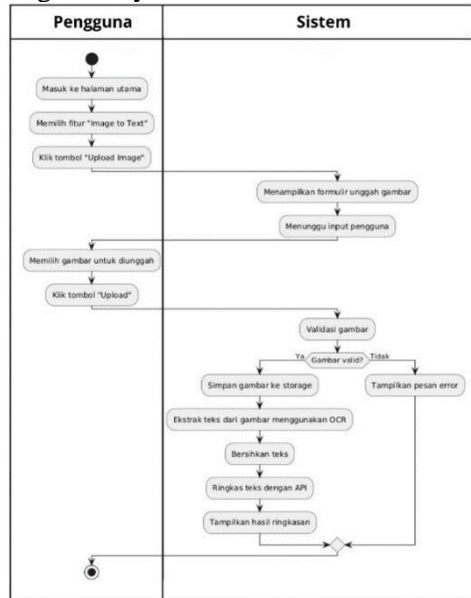 Pengguna
Sistem
Masuk ke halaman utama
Memilih fitur "Image to Text"
Klik tombol "Upload Image"
Menampilkan formulir unggah gambar
Menunggu input pengguna
Memilih gambar untuk diunggah
Klik tombol "Upload"
Validasi gambar
Ya
Gambar valid?
Tidak
Simpan gambar ke storage
Tampilkan pesan error
Ekstrak teks dari gambar menggunakan OCR
Bersihkan teks
Ringkas teks dengan API
Tampilkan hasil ringkasan